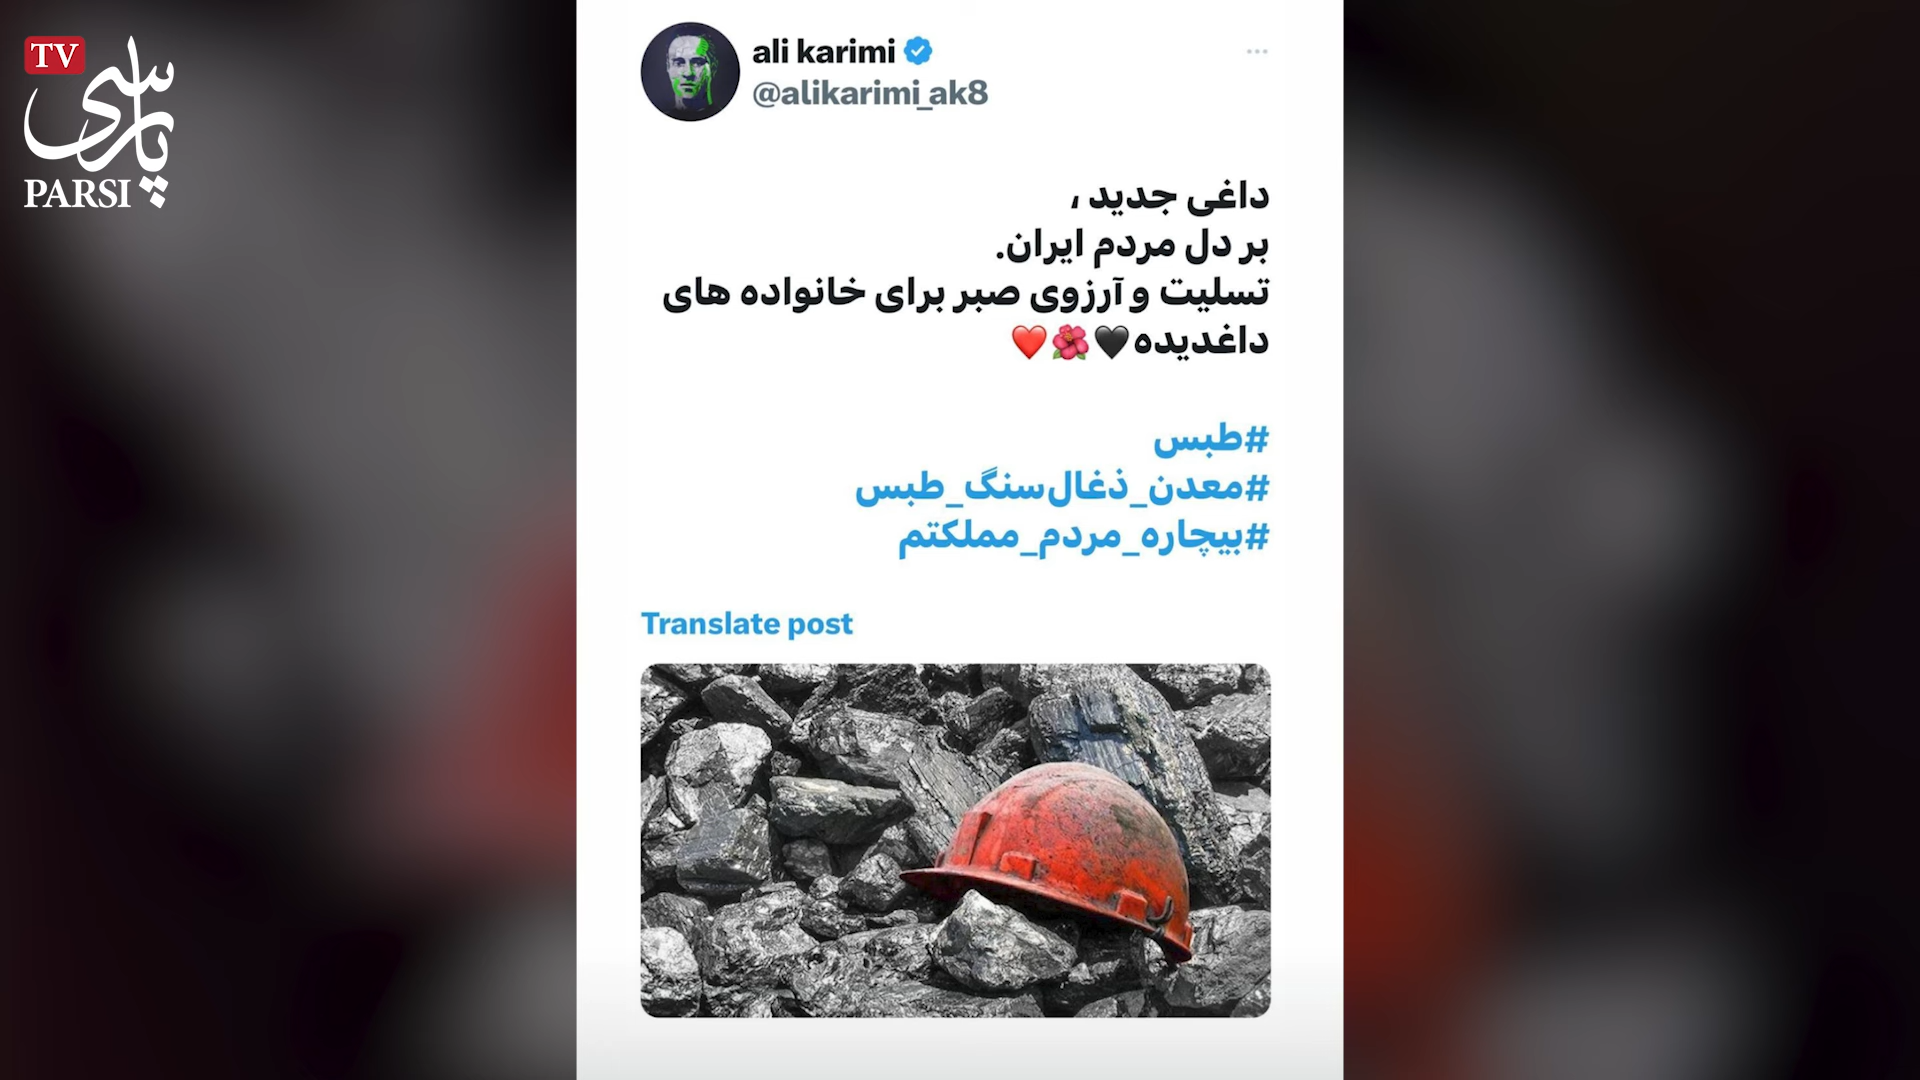 TV
پارسی
PARSI
ali karimi
@alikarimi_ak8
داغی جدید ،
بر دل مردم ایران.
تسلیت و آرزوی صبر برای خانواده های
داغدیده🖤🌺❤️
#طبس
#معدن_ذغال‌سنگ_طبس
#بیچاره_مردم_مملکتم
Translate post